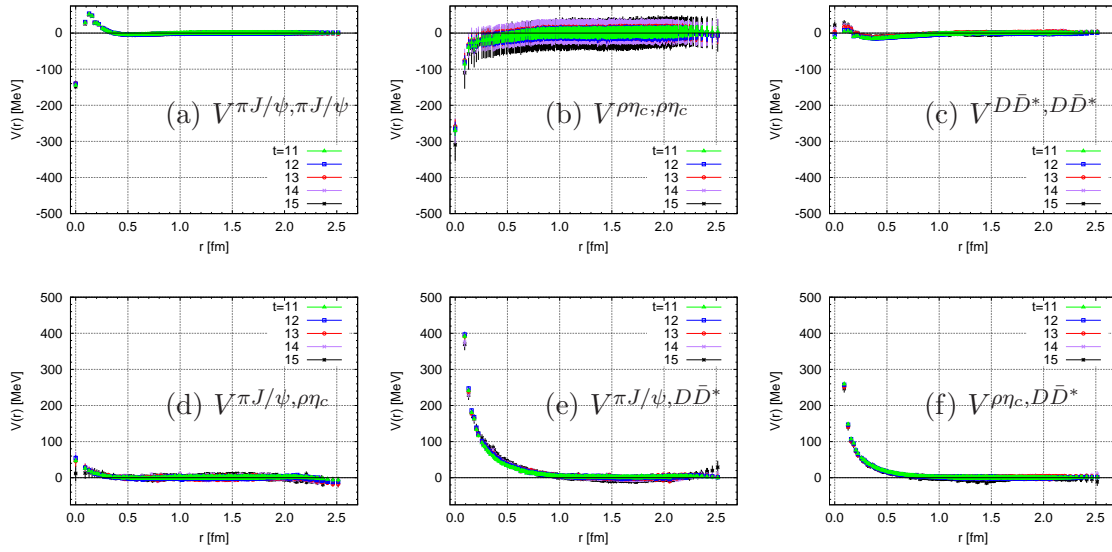 0
-100
-200
-300
-400
-500
V(r) [MeV]
0.0 0.5 1.0 1.5 2.0 2.5
r [fm]
(a) V^{πJ/ψ,πJ/ψ}
t=11
12
13
14
15
0
-100
-200
-300
-400
-500
V(r) [MeV]
0.0 0.5 1.0 1.5 2.0 2.5
r [fm]
(b) V^{ρη_c,ρη_c}
t=11
12
13
14
15
0
-100
-200
-300
-400
-500
V(r) [MeV]
0.0 0.5 1.0 1.5 2.0 2.5
r [fm]
(c) V^{DD̄*,DD̄*}
t=11
12
13
14
15
500
400
300
200
100
0
V(r) [MeV]
0.0 0.5 1.0 1.5 2.0 2.5
r [fm]
t=11
12
13
14
15
(d) V^{πJ/ψ,ρη_c}
500
400
300
200
100
0
V(r) [MeV]
0.0 0.5 1.0 1.5 2.0 2.5
r [fm]
t=11
12
13
14
15
(e) V^{πJ/ψ,DD̄*}
500
400
300
200
100
0
V(r) [MeV]
0.0 0.5 1.0 1.5 2.0 2.5
r [fm]
t=11
12
13
14
15
(f) V^{ρη_c,DD̄*}